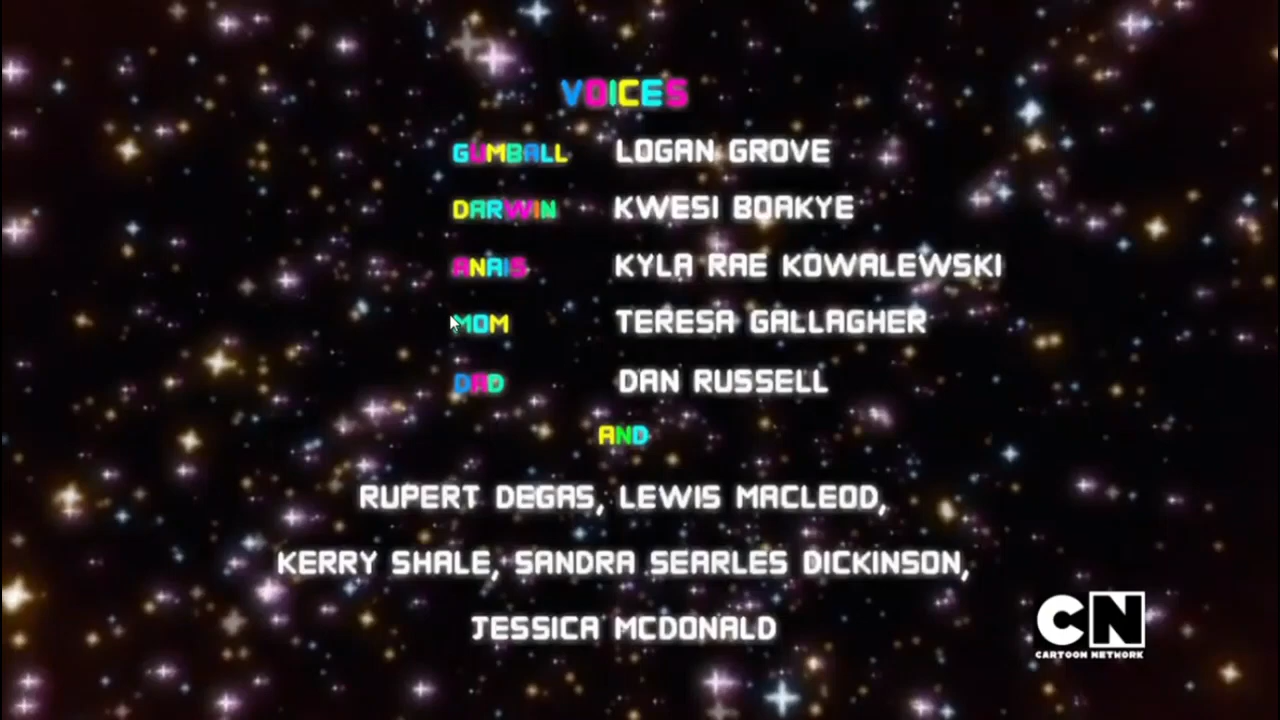 VOICES
GUMBALL LOGAN GROVE
DARWIN KWESI BOAKYE
ANAIS KYLA RAE KOWALEWSKI
MOM TERESA GALLAGHER
DAD DAN RUSSELL
AND
RUPERT DEGAS, LEWIS MACLEOD,
KERRY SHALE, SANDRA SEARLES DICKINSON,
JESSICA MCDONALD
CN
CARTOON NETWORK